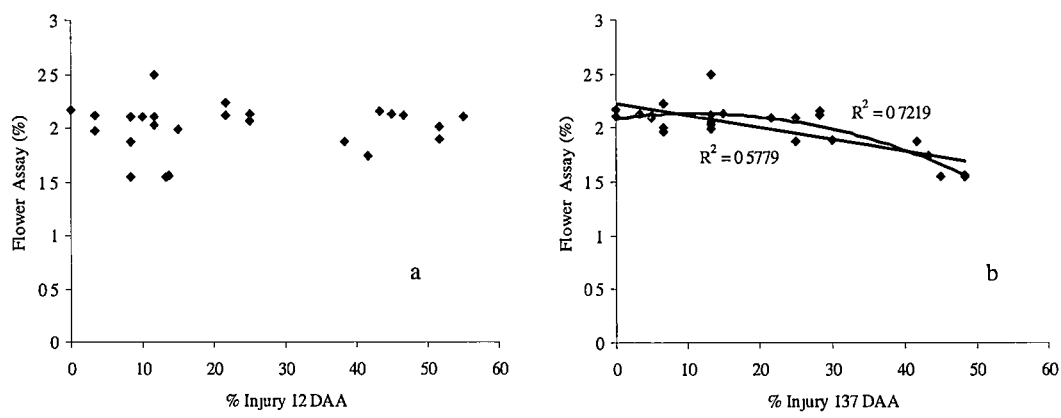 3
2 5
2
1 5
1
0 5
0
Flower Assay (%)
0 10 20 30 40 50 60
% Injury 12 DAA
a
3
2 5
2
1 5
1
0 5
0
Flower Assay (%)
0 10 20 30 40 50 60
% Injury 137 DAA
R² = 0 7219
R² = 0 5779
b